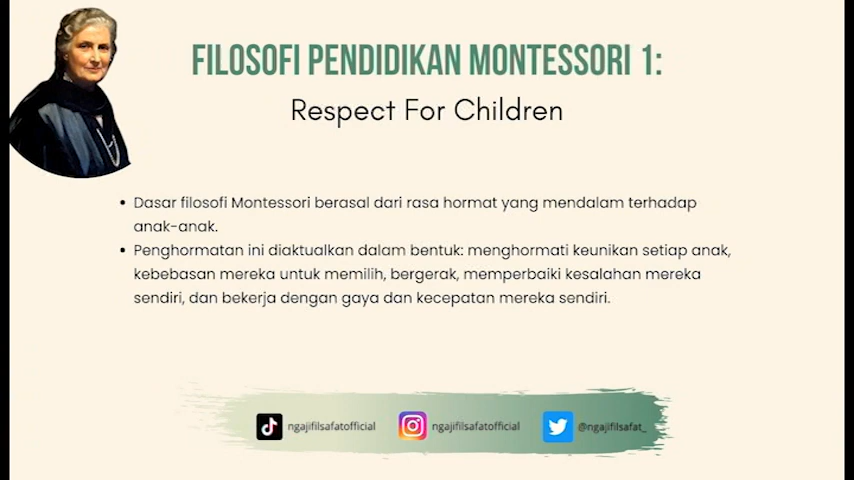 FILOSOFI PENDIDIKAN MONTESSORI 1:
Respect For Children
• Dasar filosofi Montessori berasal dari rasa hormat yang mendalam terhadap
anak-anak.
• Penghormatan ini diaktualkan dalam bentuk: menghormati keunikan setiap anak,
kebebasan mereka untuk memilih, bergerak, memperbaiki kesalahan mereka
sendiri, dan bekerja dengan gaya dan kecepatan mereka sendiri.
ngajifilsafatofficial ngajifilsafatofficial @ngajifilsafat_